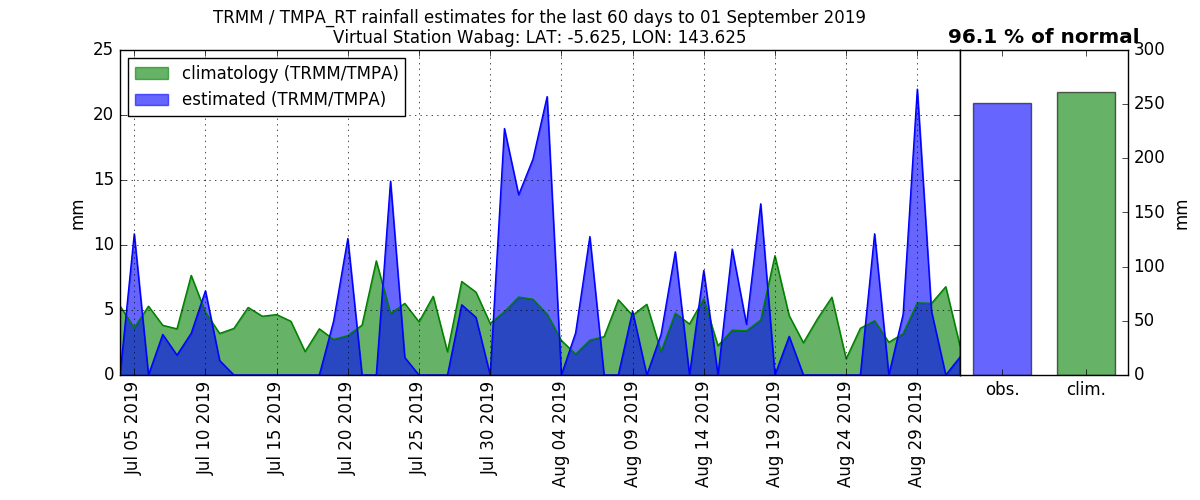 TRMM / TMPA_RT rainfall estimates for the last 60 days to 01 September 2019
Virtual Station Wabag: LAT: -5.625, LON: 143.625
96.1 % of normal
climatology (TRMM/TMPA)
estimated (TRMM/TMPA)
25
20
15
10
5
0
mm
Jul 05 2019
Jul 10 2019
Jul 15 2019
Jul 20 2019
Jul 25 2019
Jul 30 2019
Aug 04 2019
Aug 09 2019
Aug 14 2019
Aug 19 2019
Aug 24 2019
Aug 29 2019
obs.
clim.
300
250
200
150
100
50
0
mm